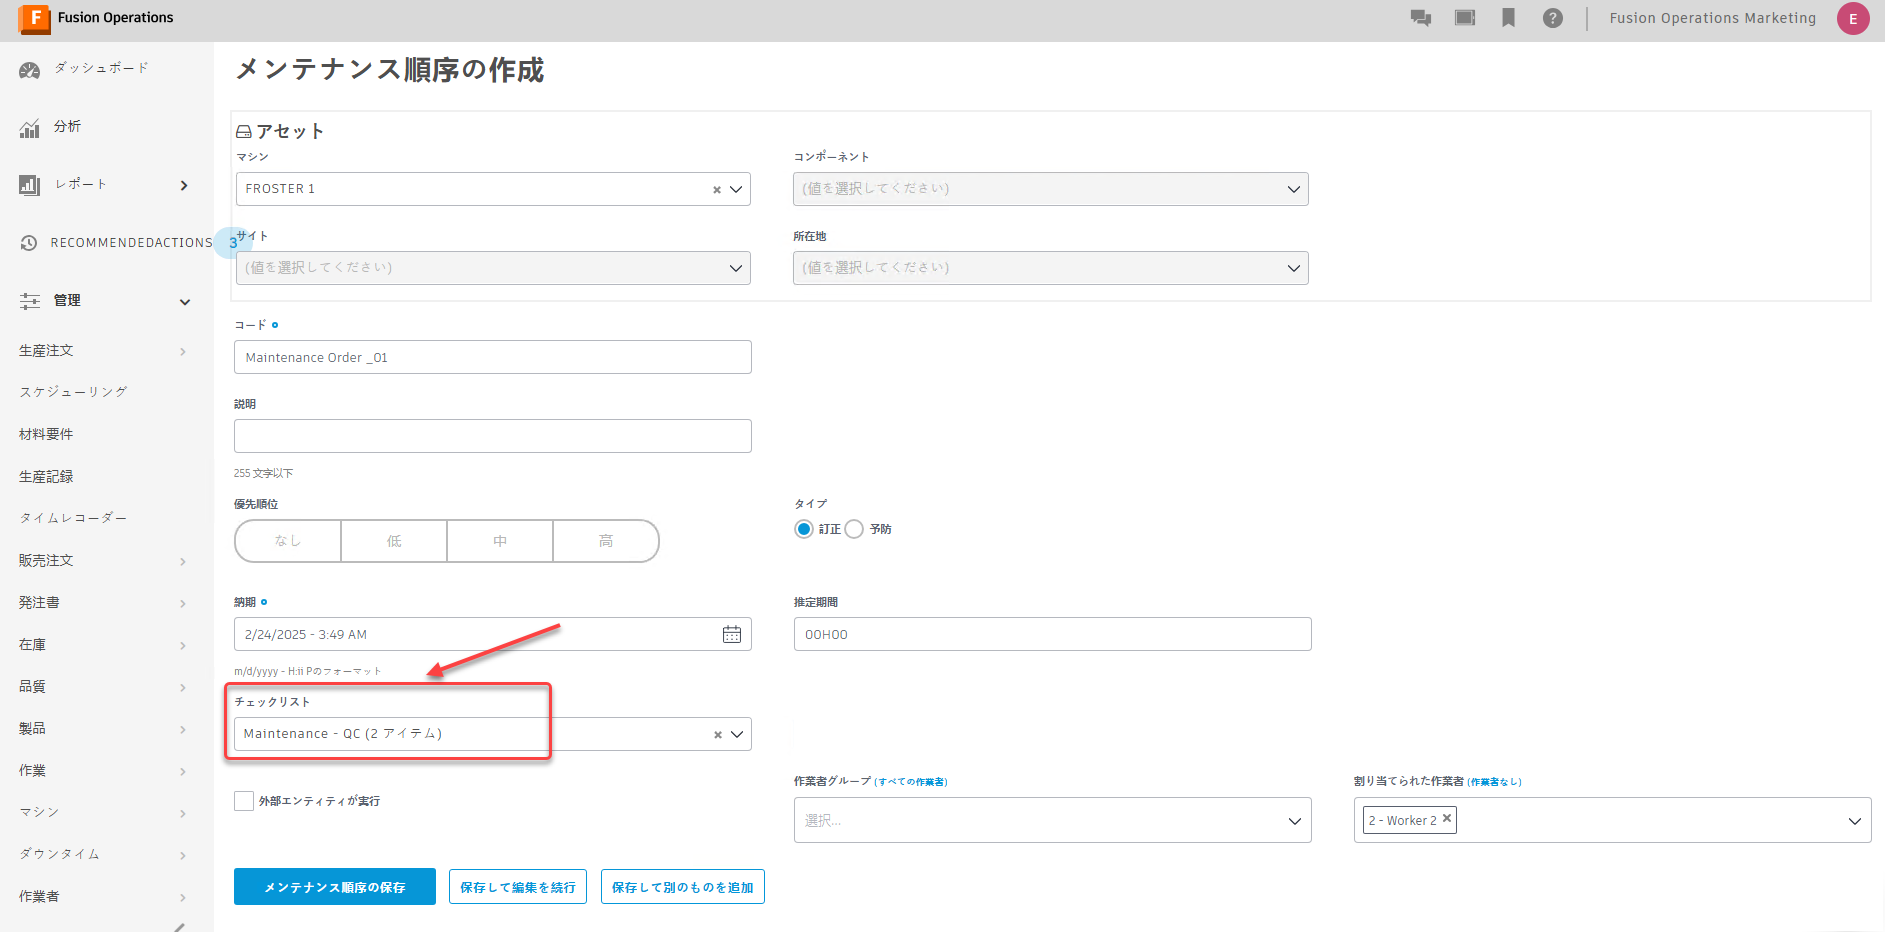 F Fusion Operations
Fusion Operations Marketing E
ダッシュボード
分析
レポート
RECOMMENDEDACTIONS 3
管理
生産注文
スケジューリング
材料要件
生産記録
タイムレコーダー
販売注文
発注書
在庫
品質
製品
作業
マシン
ダウンタイム
作業者
メンテナンス順序の作成
アセット
マシン
コンポーネント
FROSTER 1
(値を選択してください)
サイト
所在地
(値を選択してください)
(値を選択してください)
コード
Maintenance Order _01
説明
255 文字以下
優先順位
タイプ
なし 低 中 高
訂正 予防
納期
推定期間
2/24/2025 - 3:49 AM
00H00
m/d/yyyy - H:ii Pのフォーマット
チェックリスト
Maintenance - QC (2 アイテム)
作業者グループ (すべての作業者)
割り当てられた作業者 (作業者なし)
外部エンティティが実行
選択...
2 - Worker 2
メンテナンス順序の保存 保存して編集を続行 保存して別のものを追加